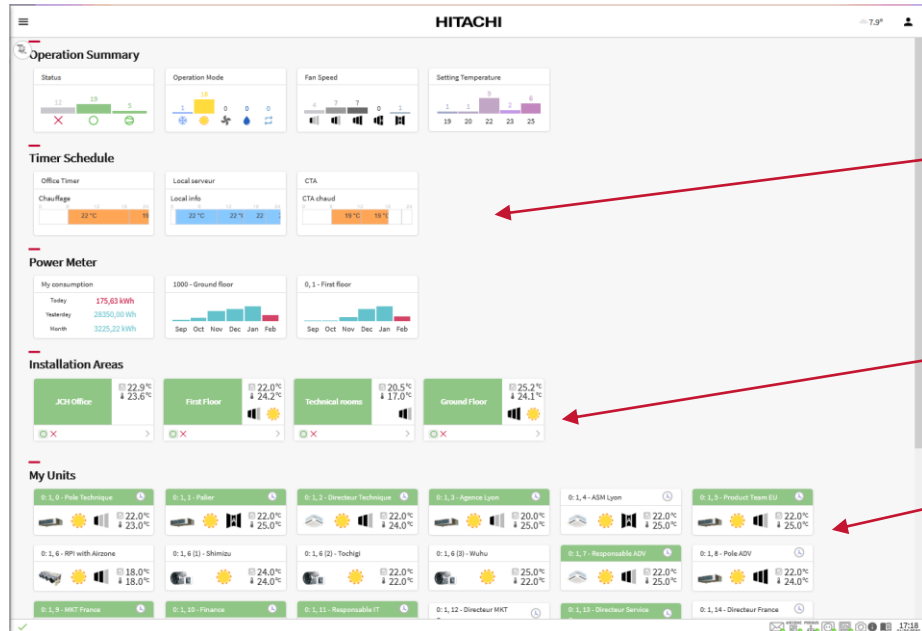 HITACHI
7.9°
Operation Summary
Status
Operation Mode
Fan Speed
Setting Temperature
12 19 5
1 18 0 0 0
4 7 7 0 1
1 1 9 2 6
19 20 22 23 25
Timer Schedule
Office Timer
Local serveur
CTA
Chauffage
Local info
CTA chaud
22 °C 19
22 °C 22 °( 22
19 °C 19 °(
Power Meter
My consumption
1000 - Ground floor
0, 1 - First floor
Today 175,63 kWh
Yesterday 28350,00 Wh
Month 3225,22 kWh
Sep Oct Nov Dec Jan Feb
Sep Oct Nov Dec Jan Feb
Installation Areas
JCH Office 22.9°C 23.6°C
First Floor 22.0°C 24.2°C
Technical rooms 20.5°C 17.0°C
Ground Floor 25.2°C 24.1°C
My Units
0: 1, 0 - Pole Technique
0: 1, 1 - Palier
0: 1, 2 - Directeur Technique
0: 1, 3 - Agence Lyon
0: 1, 4 - ASM Lyon
0: 1, 5 - Product Team EU
22.0°C 22.0°C 22.0°C 20.0°C 22.0°C 22.0°C
23.0°C 25.0°C 24.0°C 25.0°C 25.0°C 25.0°C
0: 1, 6 - RPI with Airzone
0: 1, 6 (1) - Shimizu
0: 1, 6 (2) - Tochigi
0: 1, 6 (3) - Wuhu
0: 1, 7 - Responsable ADV
0: 1, 8 - Pole ADV
18.0°C 24.0°C 22.0°C 25.0°C 22.0°C 22.0°C
18.0°C 24.0°C 22.0°C 22.0°C 25.0°C 24.0°C
0: 1, 9 - MKT France
0: 1, 10 - Finance
0: 1, 11 - Responsable IT
0: 1, 12 - Directeur MKT
0: 1, 13 - Directeur Service
0: 1, 14 - Directeur France
17:18